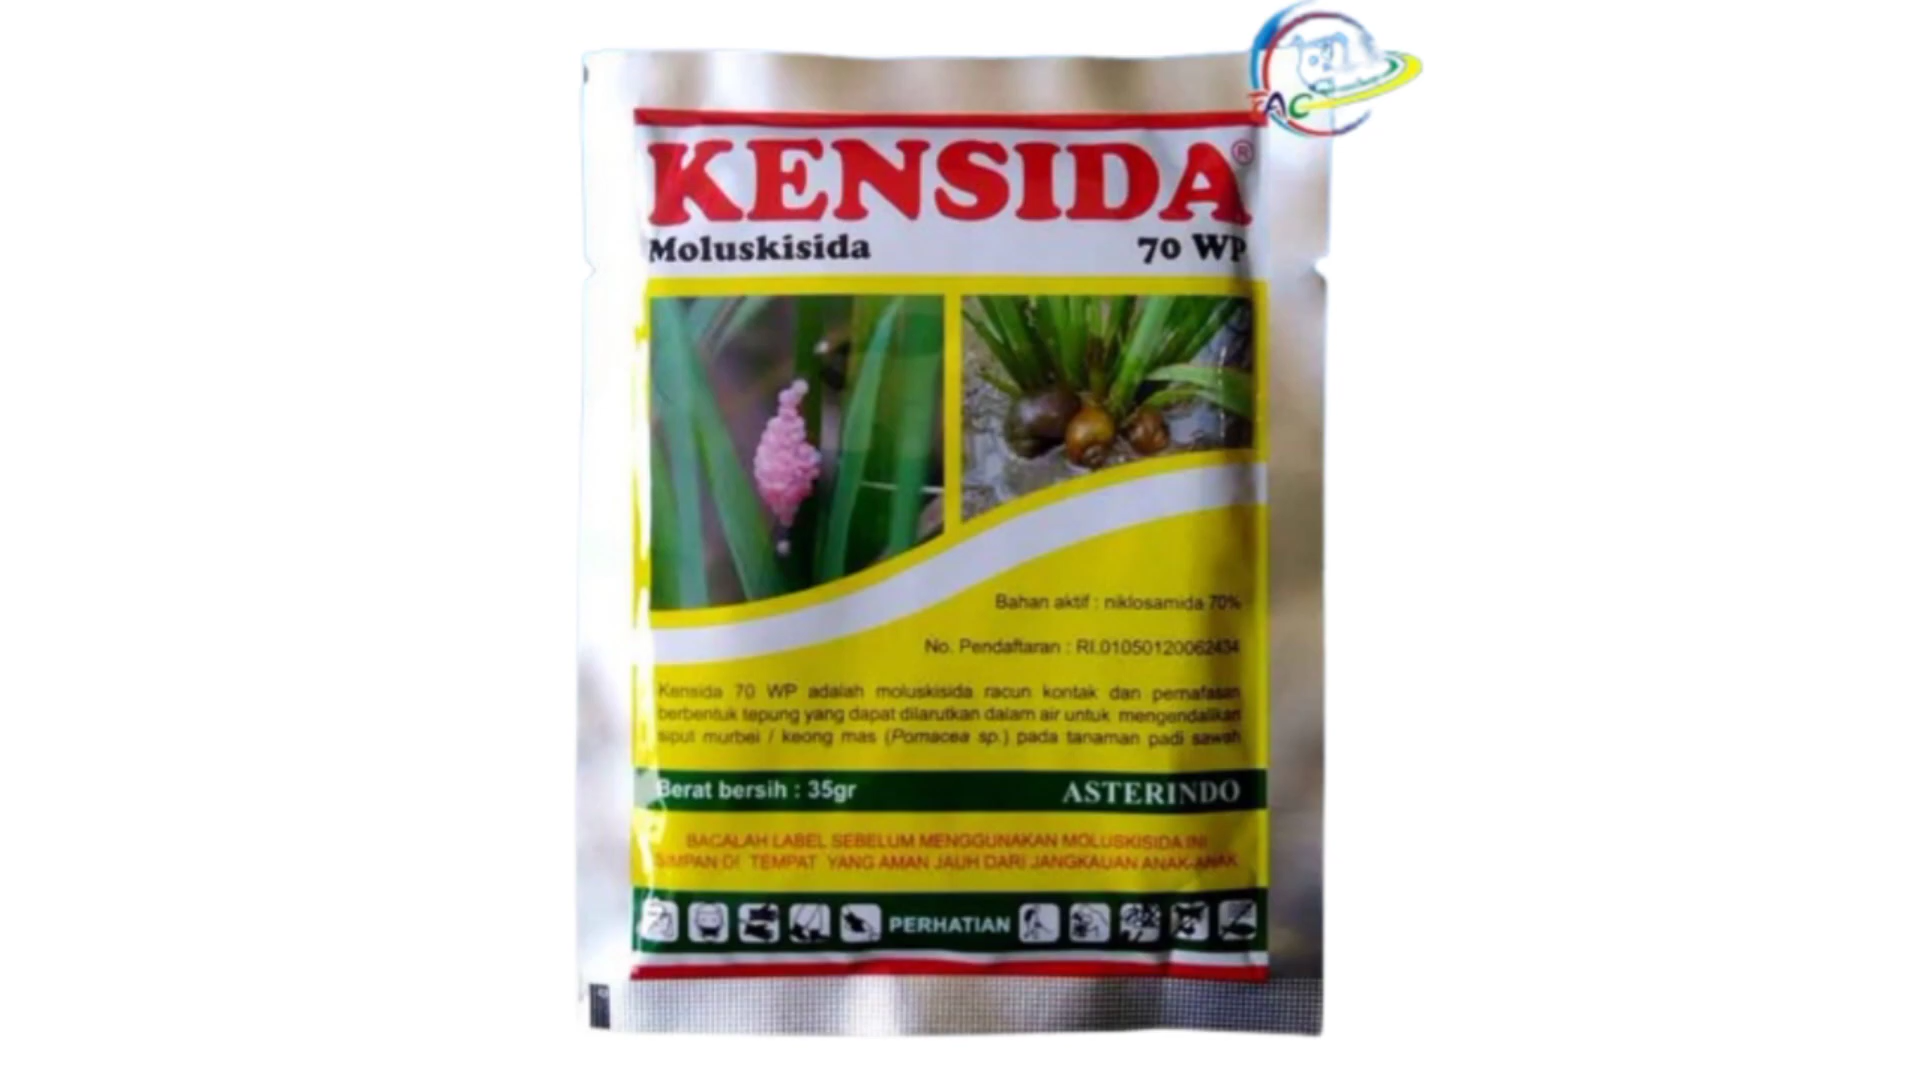 TAC
KENSIDA®
Moluskisida 70 WP
Bahan aktif : niklosamida 70%
No. Pendaftaran : RI.01050120062434
Kensida 70 WP adalah moluskisida racun kontak dan pernafasan
berbentuk tepung yang dapat dilarutkan dalam air untuk mengendalikan
siput murbei / keong mas (Pomacea sp.) pada tanaman padi sawah
Berat bersih : 35gr ASTERINDO
BACALAH LABEL SEBELUM MENGGUNAKAN MOLUSKISIDA INI
SIMPAN DI TEMPAT YANG AMAN JAUH DARI JANGKAUAN ANAK-ANAK
PERHATIAN